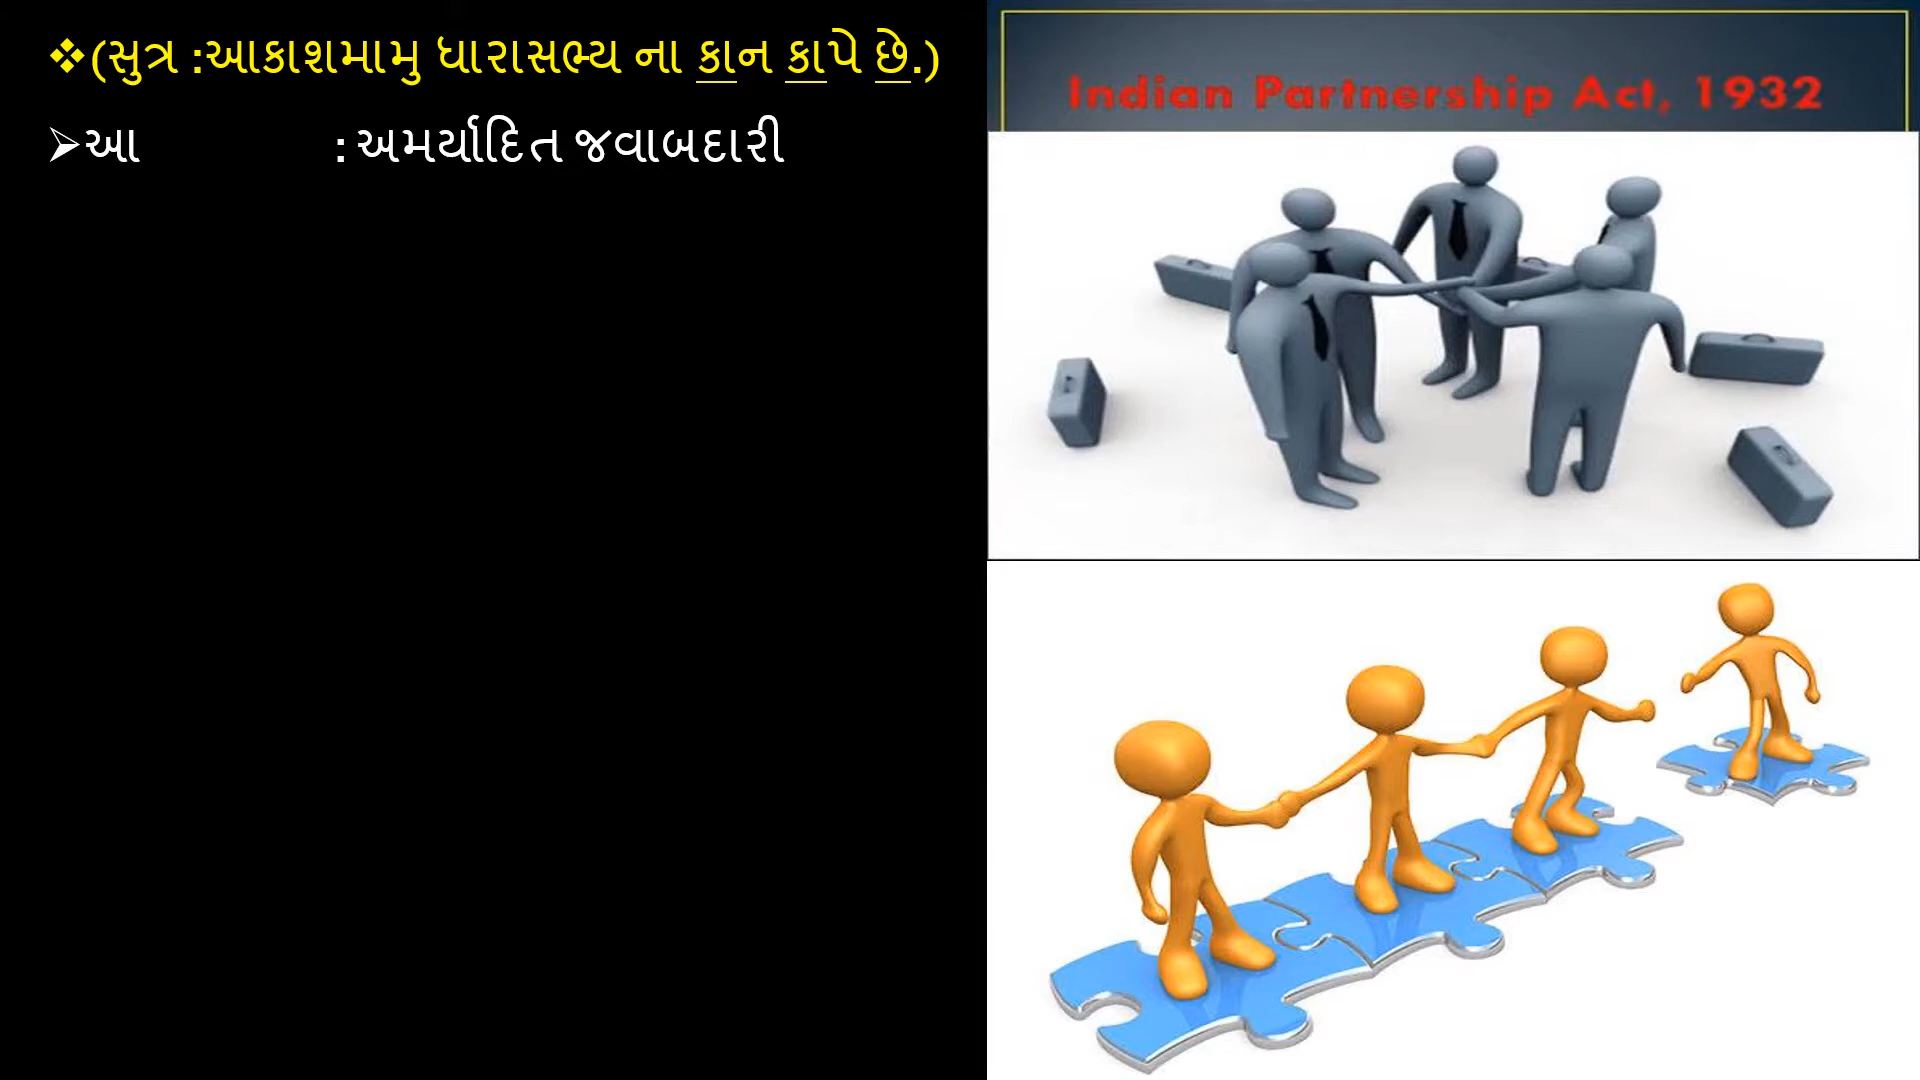 ❖(સુત્ર :આકાશમામુ ધારાસભ્ય ના કાન કાપે છે.)
➢આ : અમર્યાદિત જવાબદારી
Indian Partnership Act, 1932